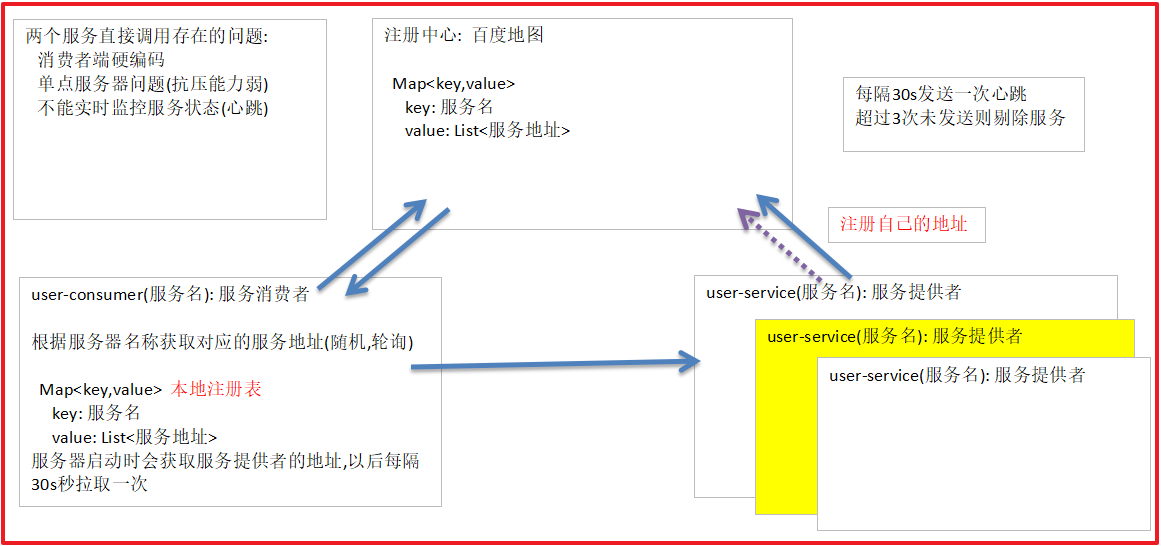 两个服务直接调用存在的问题:
消费者端硬编码
单点服务器问题(抗压能力弱)
不能实时监控服务状态(心跳)
注册中心: 百度地图
Map<key,value>
key: 服务名
value: List<服务地址>
每隔30s发送一次心跳
超过3次未发送则剔除服务
注册自己的地址
user-consumer(服务名): 服务消费者
根据服务器名称获取对应的服务地址(随机,轮询)
Map<key,value> 本地注册表
key: 服务名
value: List<服务地址>
服务器启动时会获取服务提供者的地址,以后每隔
30s秒拉取一次
user-service(服务名): 服务提供者
user-service(服务名): 服务提供者
user-service(服务名): 服务提供者